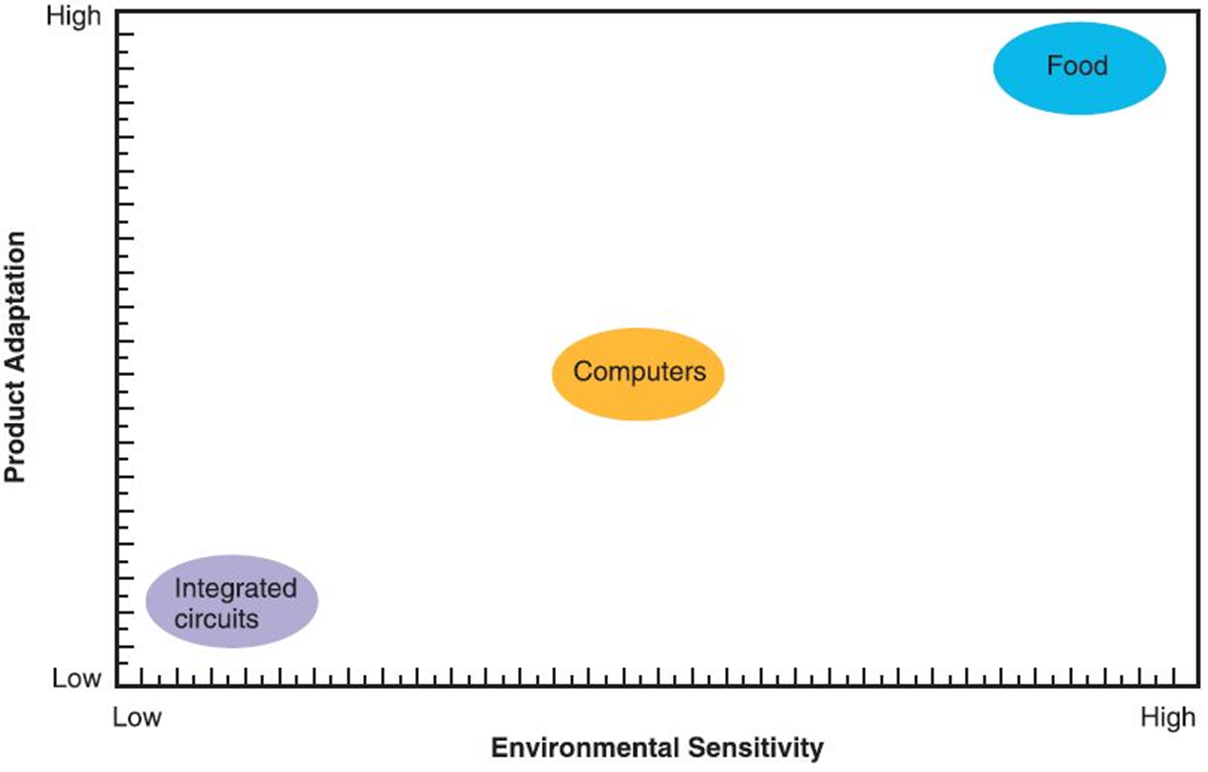 High
Food
Product Adaptation
Computers
Integrated
circuits
Low
Low
High
Environmental Sensitivity